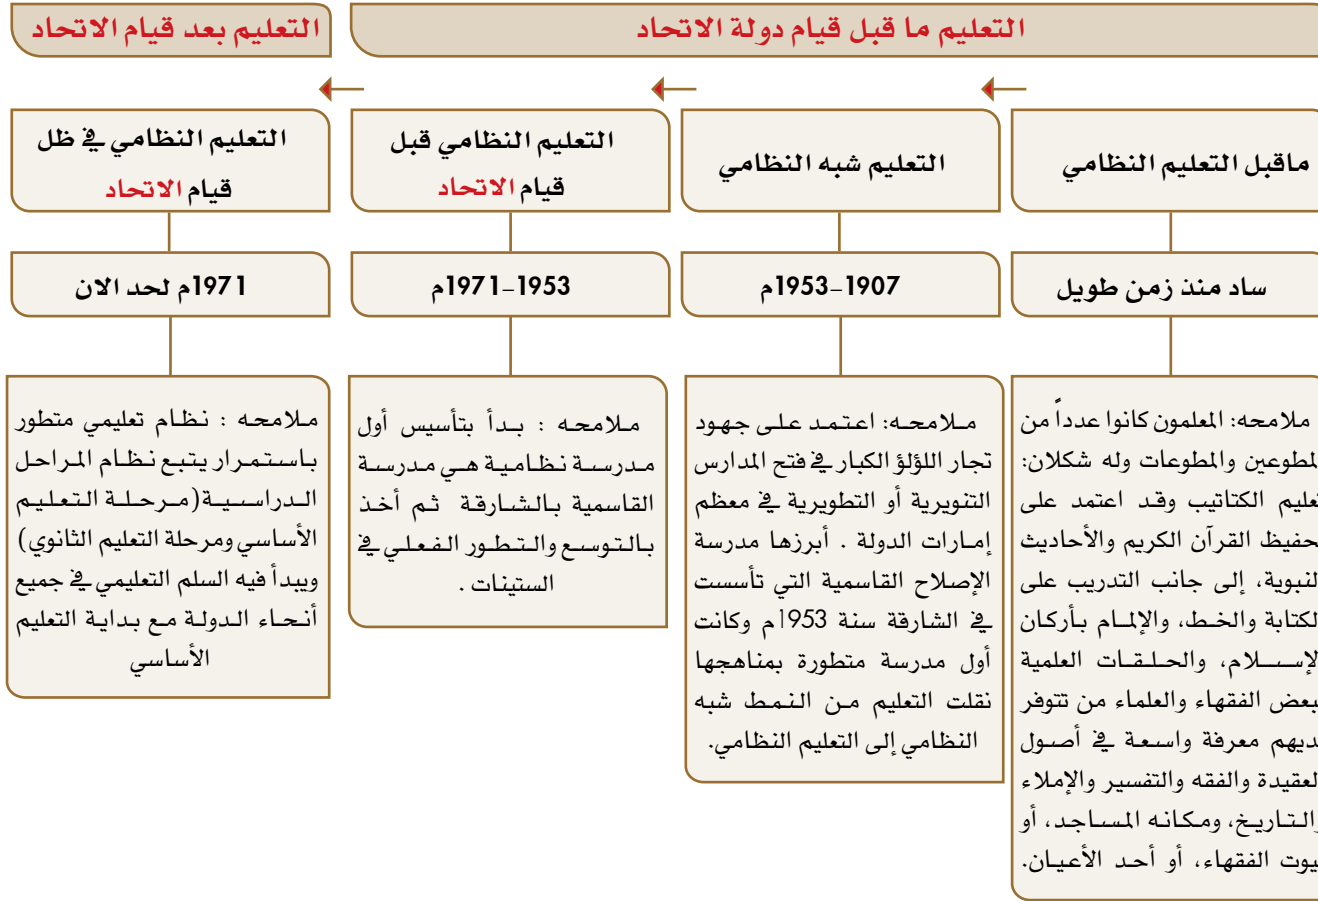 التعليم ما قبل قيام دولة الاتحاد
التعليم بعد قيام الاتحاد
ماقبل التعليم النظامي
ساد منذ زمن طويل
ملامحه: المعلمون كانوا عدداً من
لمطوعين والمطوعات وله شكلان:
تعليم الكتاتيب وقد اعتمد على
تحفيظ القرآن الكريم والأحاديث
لنبوية، إلى جانب التدريب على
لكتابة والخط، والإلمام بأركان
لإسلام، والحلقات العلمية
لبعض الفقهاء والعلماء من تتوفر
لديهم معرفة واسعة في أصول
لعقيدة والفقه والتفسير والإملاء
والتاريخ، ومكانه المساجد، أو
بيوت الفقهاء، أو أحد الأعيان.
التعليم شبه النظامي
1907–1953م
ملامحه: اعتمد على جهود
تجار اللؤلؤ الكبار في فتح المدارس
التنويرية أو التطويرية في معظم
إمارات الدولة . أبرزها مدرسة
الإصلاح القاسمية التي تأسست
في الشارقة سنة 1953م وكانت
أول مدرسة متطورة بمناهجها
نقلت التعليم من النمط شبه
النظامي إلى التعليم النظامي.
التعليم النظامي قبل
قيام الاتحاد
1953–1971م
ملامحه : بدأ بتأسيس أول
مدرسة نظامية هي مدرسة
القاسمية بالشارقة ثم أخذ
بالتوسع والتطور الفعلي في
الستينات .
التعليم النظامي في ظل
قيام الاتحاد
1971م لحد الان
ملامحه : نظام تعليمي متطور
باستمرار يتبع نظام المراحل
الدراسية(مرحلة التعليم
الأساسي ومرحلة التعليم الثانوي)
ويبدأ فيه السلم التعليمي في جميع
أنحاء الدولة مع بداية التعليم
الأساسي